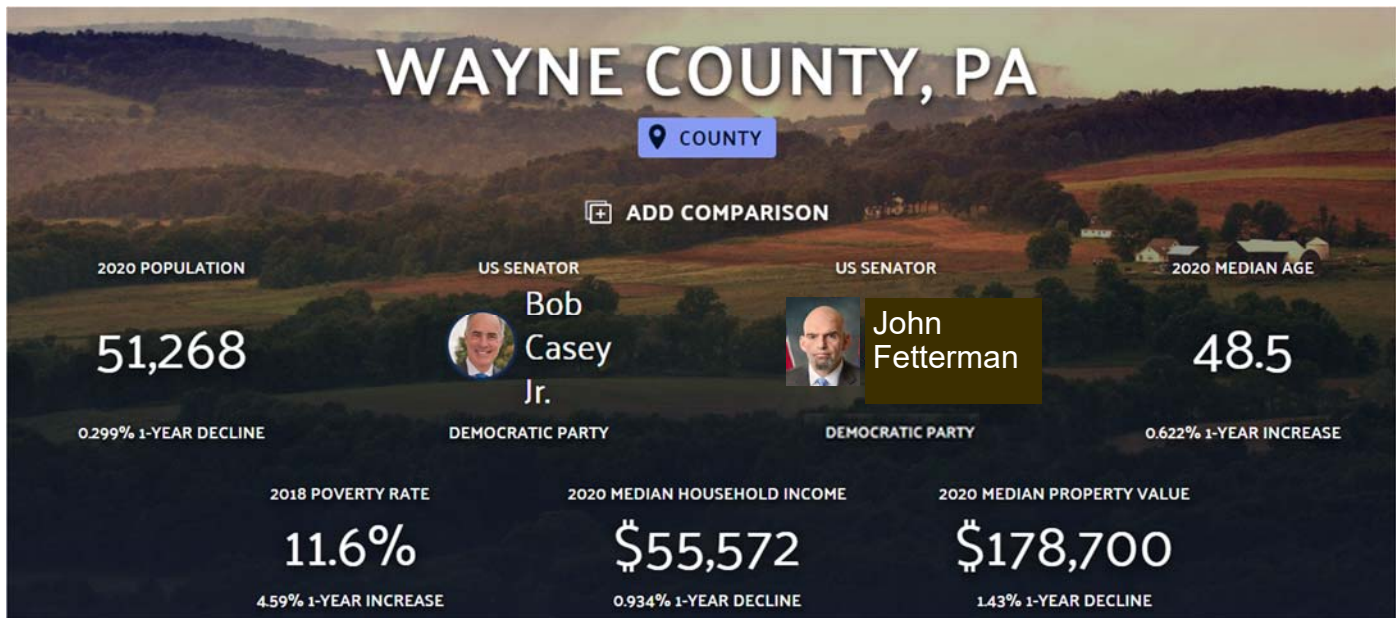 WAYNE COUNTY, PA
COUNTY
ADD COMPARISON
2020 POPULATION
51,268
0.299% 1-YEAR DECLINE
US SENATOR
Bob
Casey
Jr.
DEMOCRATIC PARTY
US SENATOR
John
Fetterman
DEMOCRATIC PARTY
2020 MEDIAN AGE
48.5
0.622% 1-YEAR INCREASE
2018 POVERTY RATE
11.6%
4.59% 1-YEAR INCREASE
2020 MEDIAN HOUSEHOLD INCOME
$55,572
0.934% 1-YEAR DECLINE
2020 MEDIAN PROPERTY VALUE
$178,700
1.43% 1-YEAR DECLINE